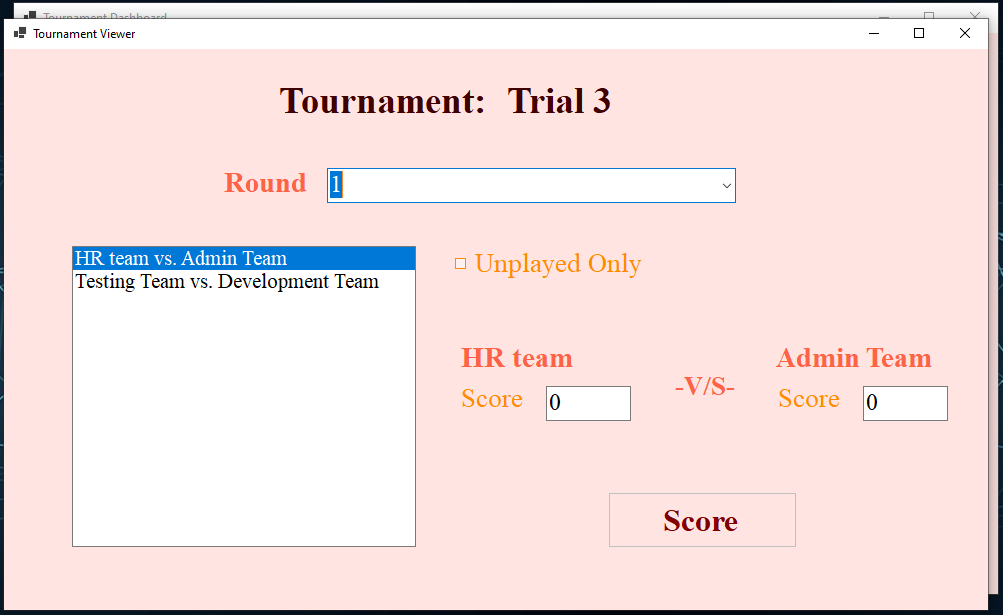 Tournament Dashboard
Tournament Viewer
Tournament: Trial 3
Round 1
HR team vs. Admin Team
Testing Team vs. Development Team
Unplayed Only
HR team
Admin Team
-V/S-
Score 0
Score 0
Score